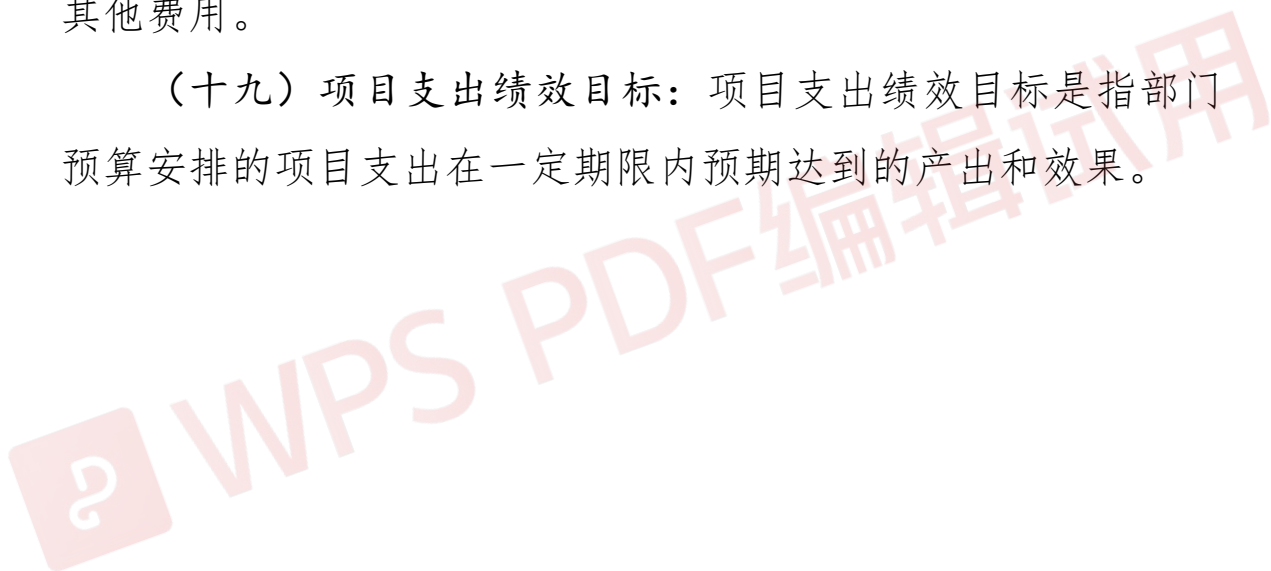 其他费用。
（十九）项目支出绩效目标：项目支出绩效目标是指部门
预算安排的项目支出在一定期限内预期达到的产出和效果。
WPS PDF编辑试用